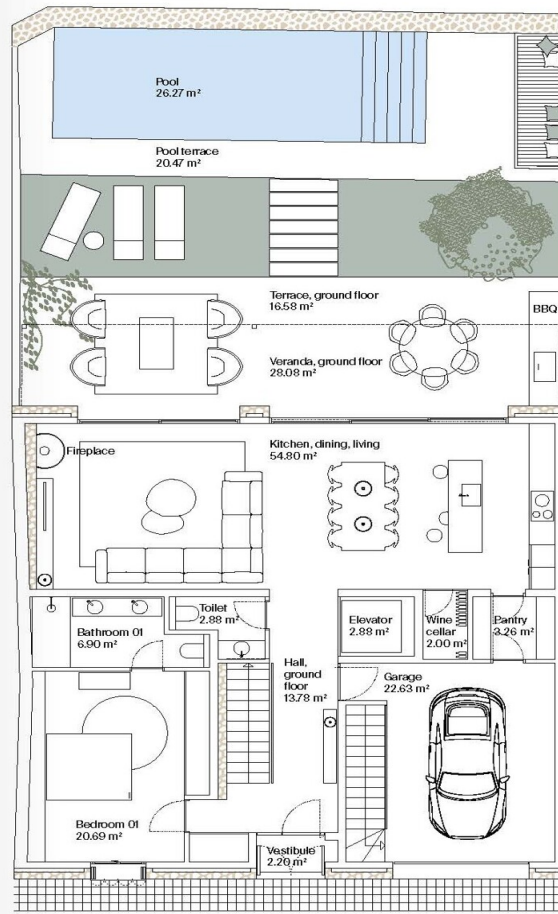 Pool
26.27 m²
Pool terrace
20.47 m²
Terrace, ground floor
16.58 m²
BBQ
Veranda, ground floor
28.08 m²
Kitchen, dining, living
54.80 m²
Fireplace
Toilet
2.88 m²
Bathroom 01
6.90 m²
Elevator
2.88 m²
Wine
cellar
2.00 m²
Pantry
3.26 m²
Hall,
ground
floor
13.78 m²
Garage
22.63 m²
Bedroom 01
20.69 m²
Vestibule
2.20 m²